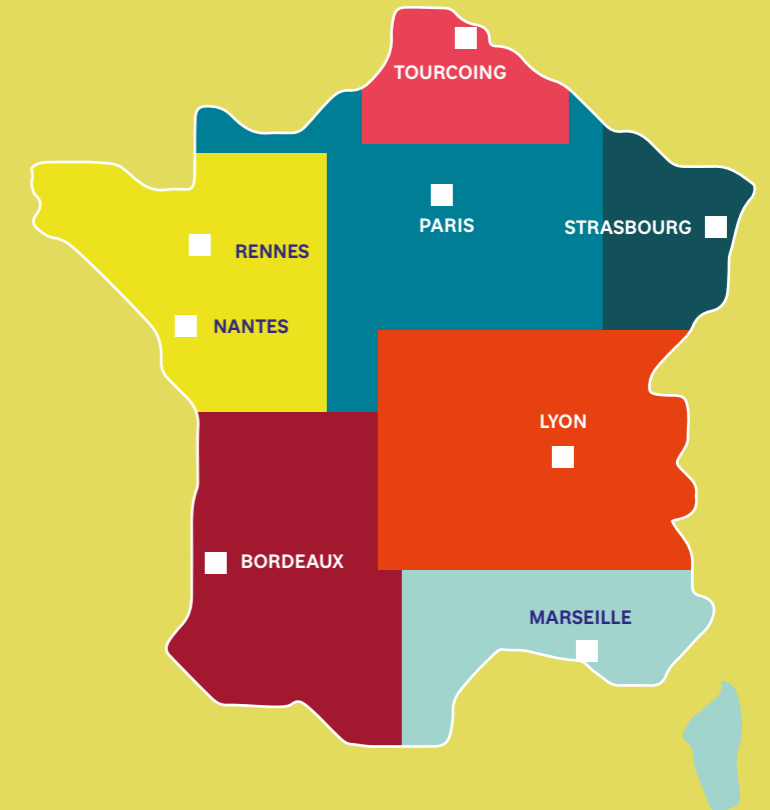 TOURCOING
PARIS
STRASBOURG
RENNES
NANTES
LYON
BORDEAUX
MARSEILLE